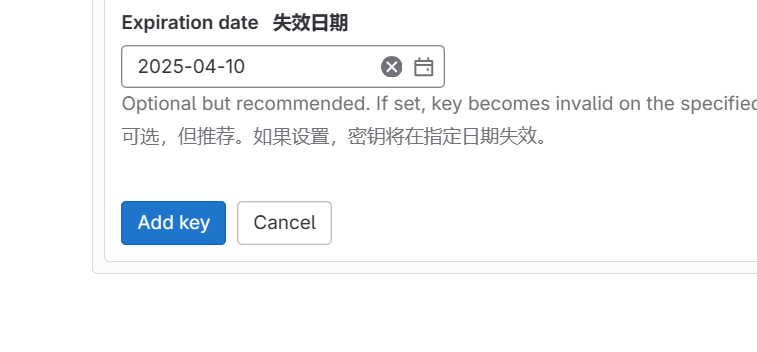 Expiration date 失效日期
2025-04-10
Optional but recommended. If set, key becomes invalid on the specified
可选，但推荐。如果设置，密钥将在指定日期失效。
Add key Cancel